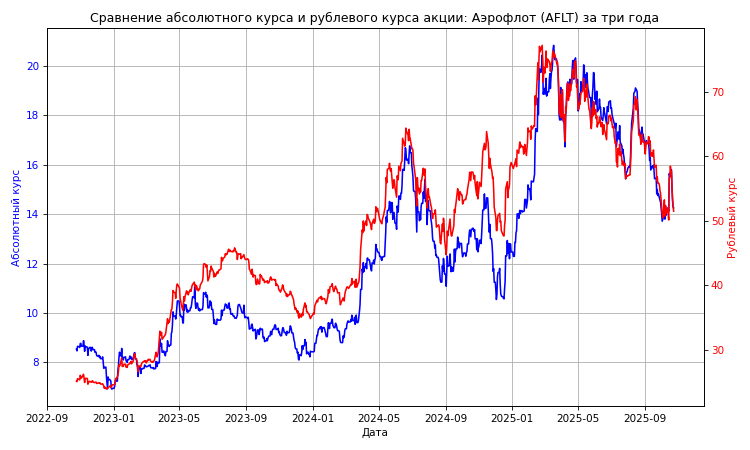 Сравнение абсолютного курса и рублевого курса акции: Аэрофлот (AFLT) за три года
Абсолютный курс
20
18
16
14
12
10
8
70
60
50
40
30
Рублевый курс
2022-09 2023-01 2023-05 2023-09 2024-01 2024-05 2024-09 2025-01 2025-05 2025-09
Дата